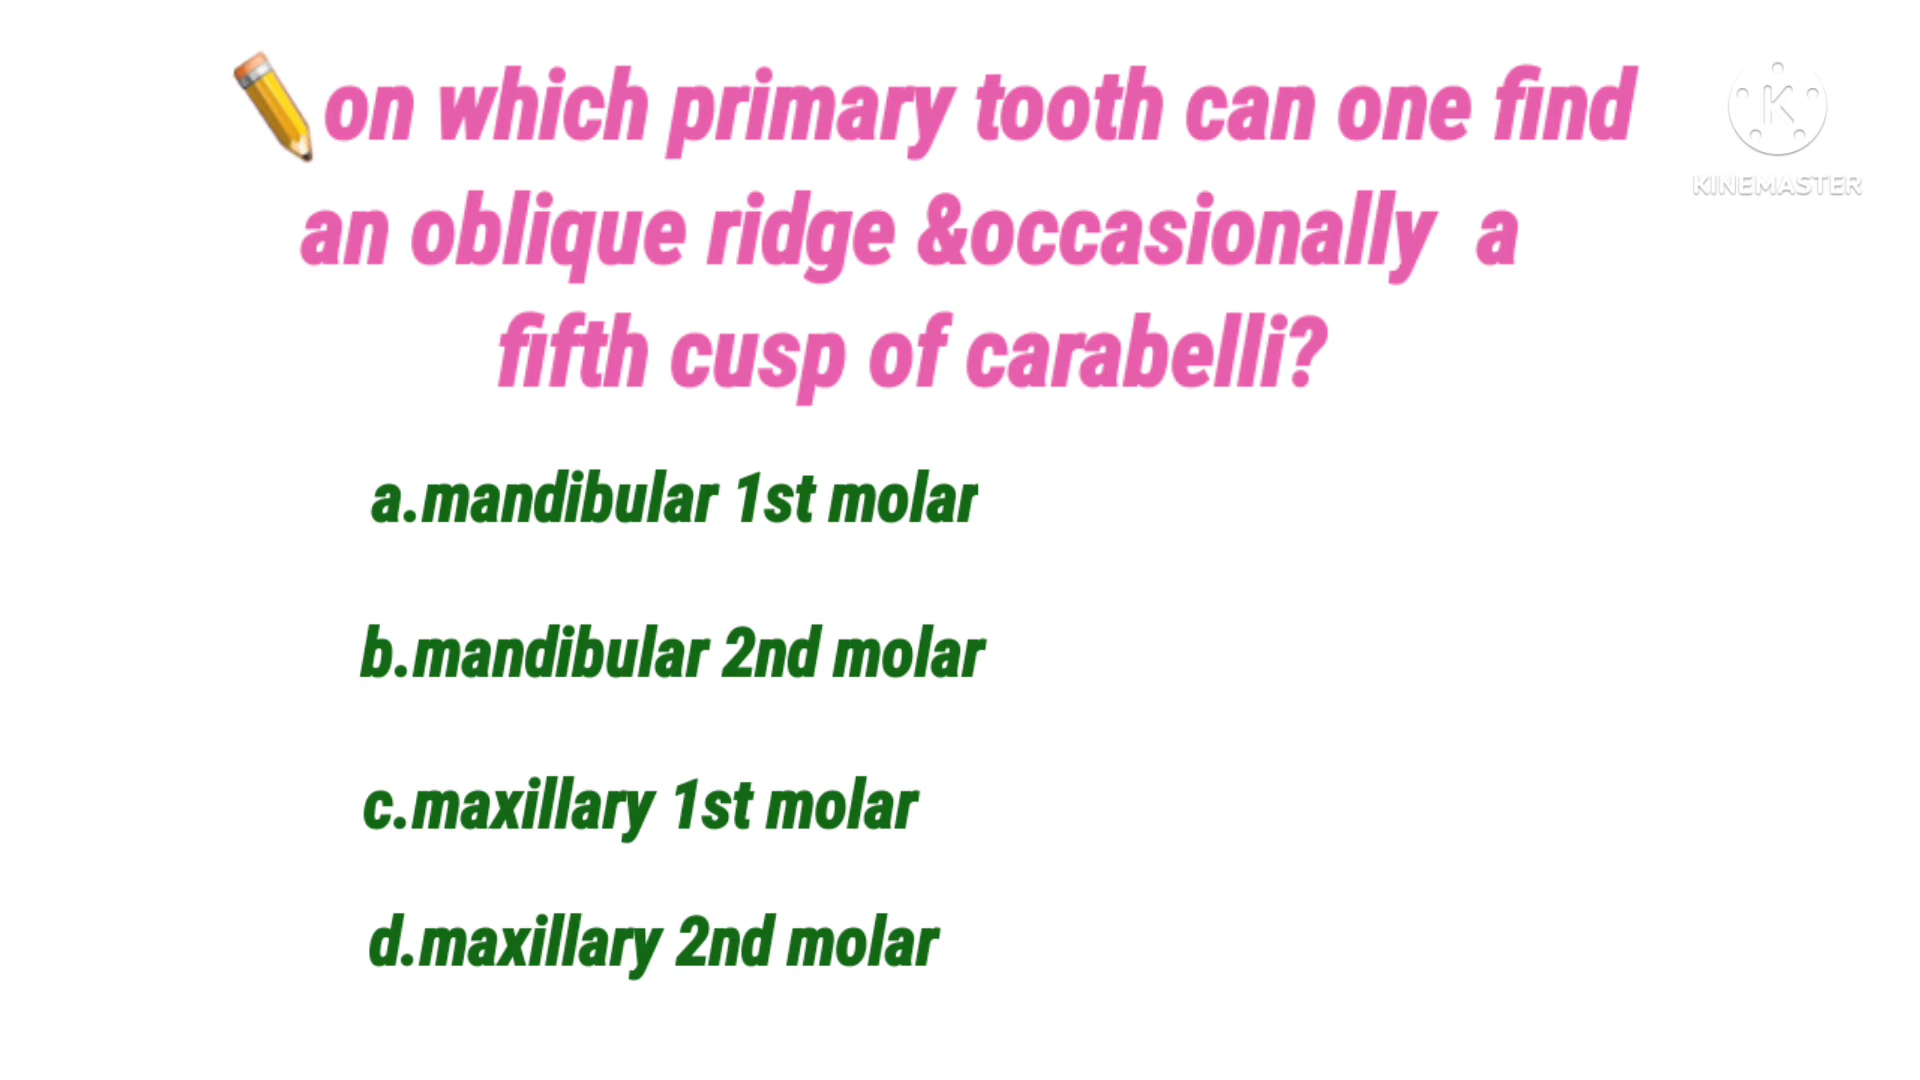 on which primary tooth can one find
an oblique ridge &occasionally a
fifth cusp of carabelli?
a.mandibular 1st molar
b.mandibular 2nd molar
c.maxillary 1st molar
d.maxillary 2nd molar
K
KINEMASTER